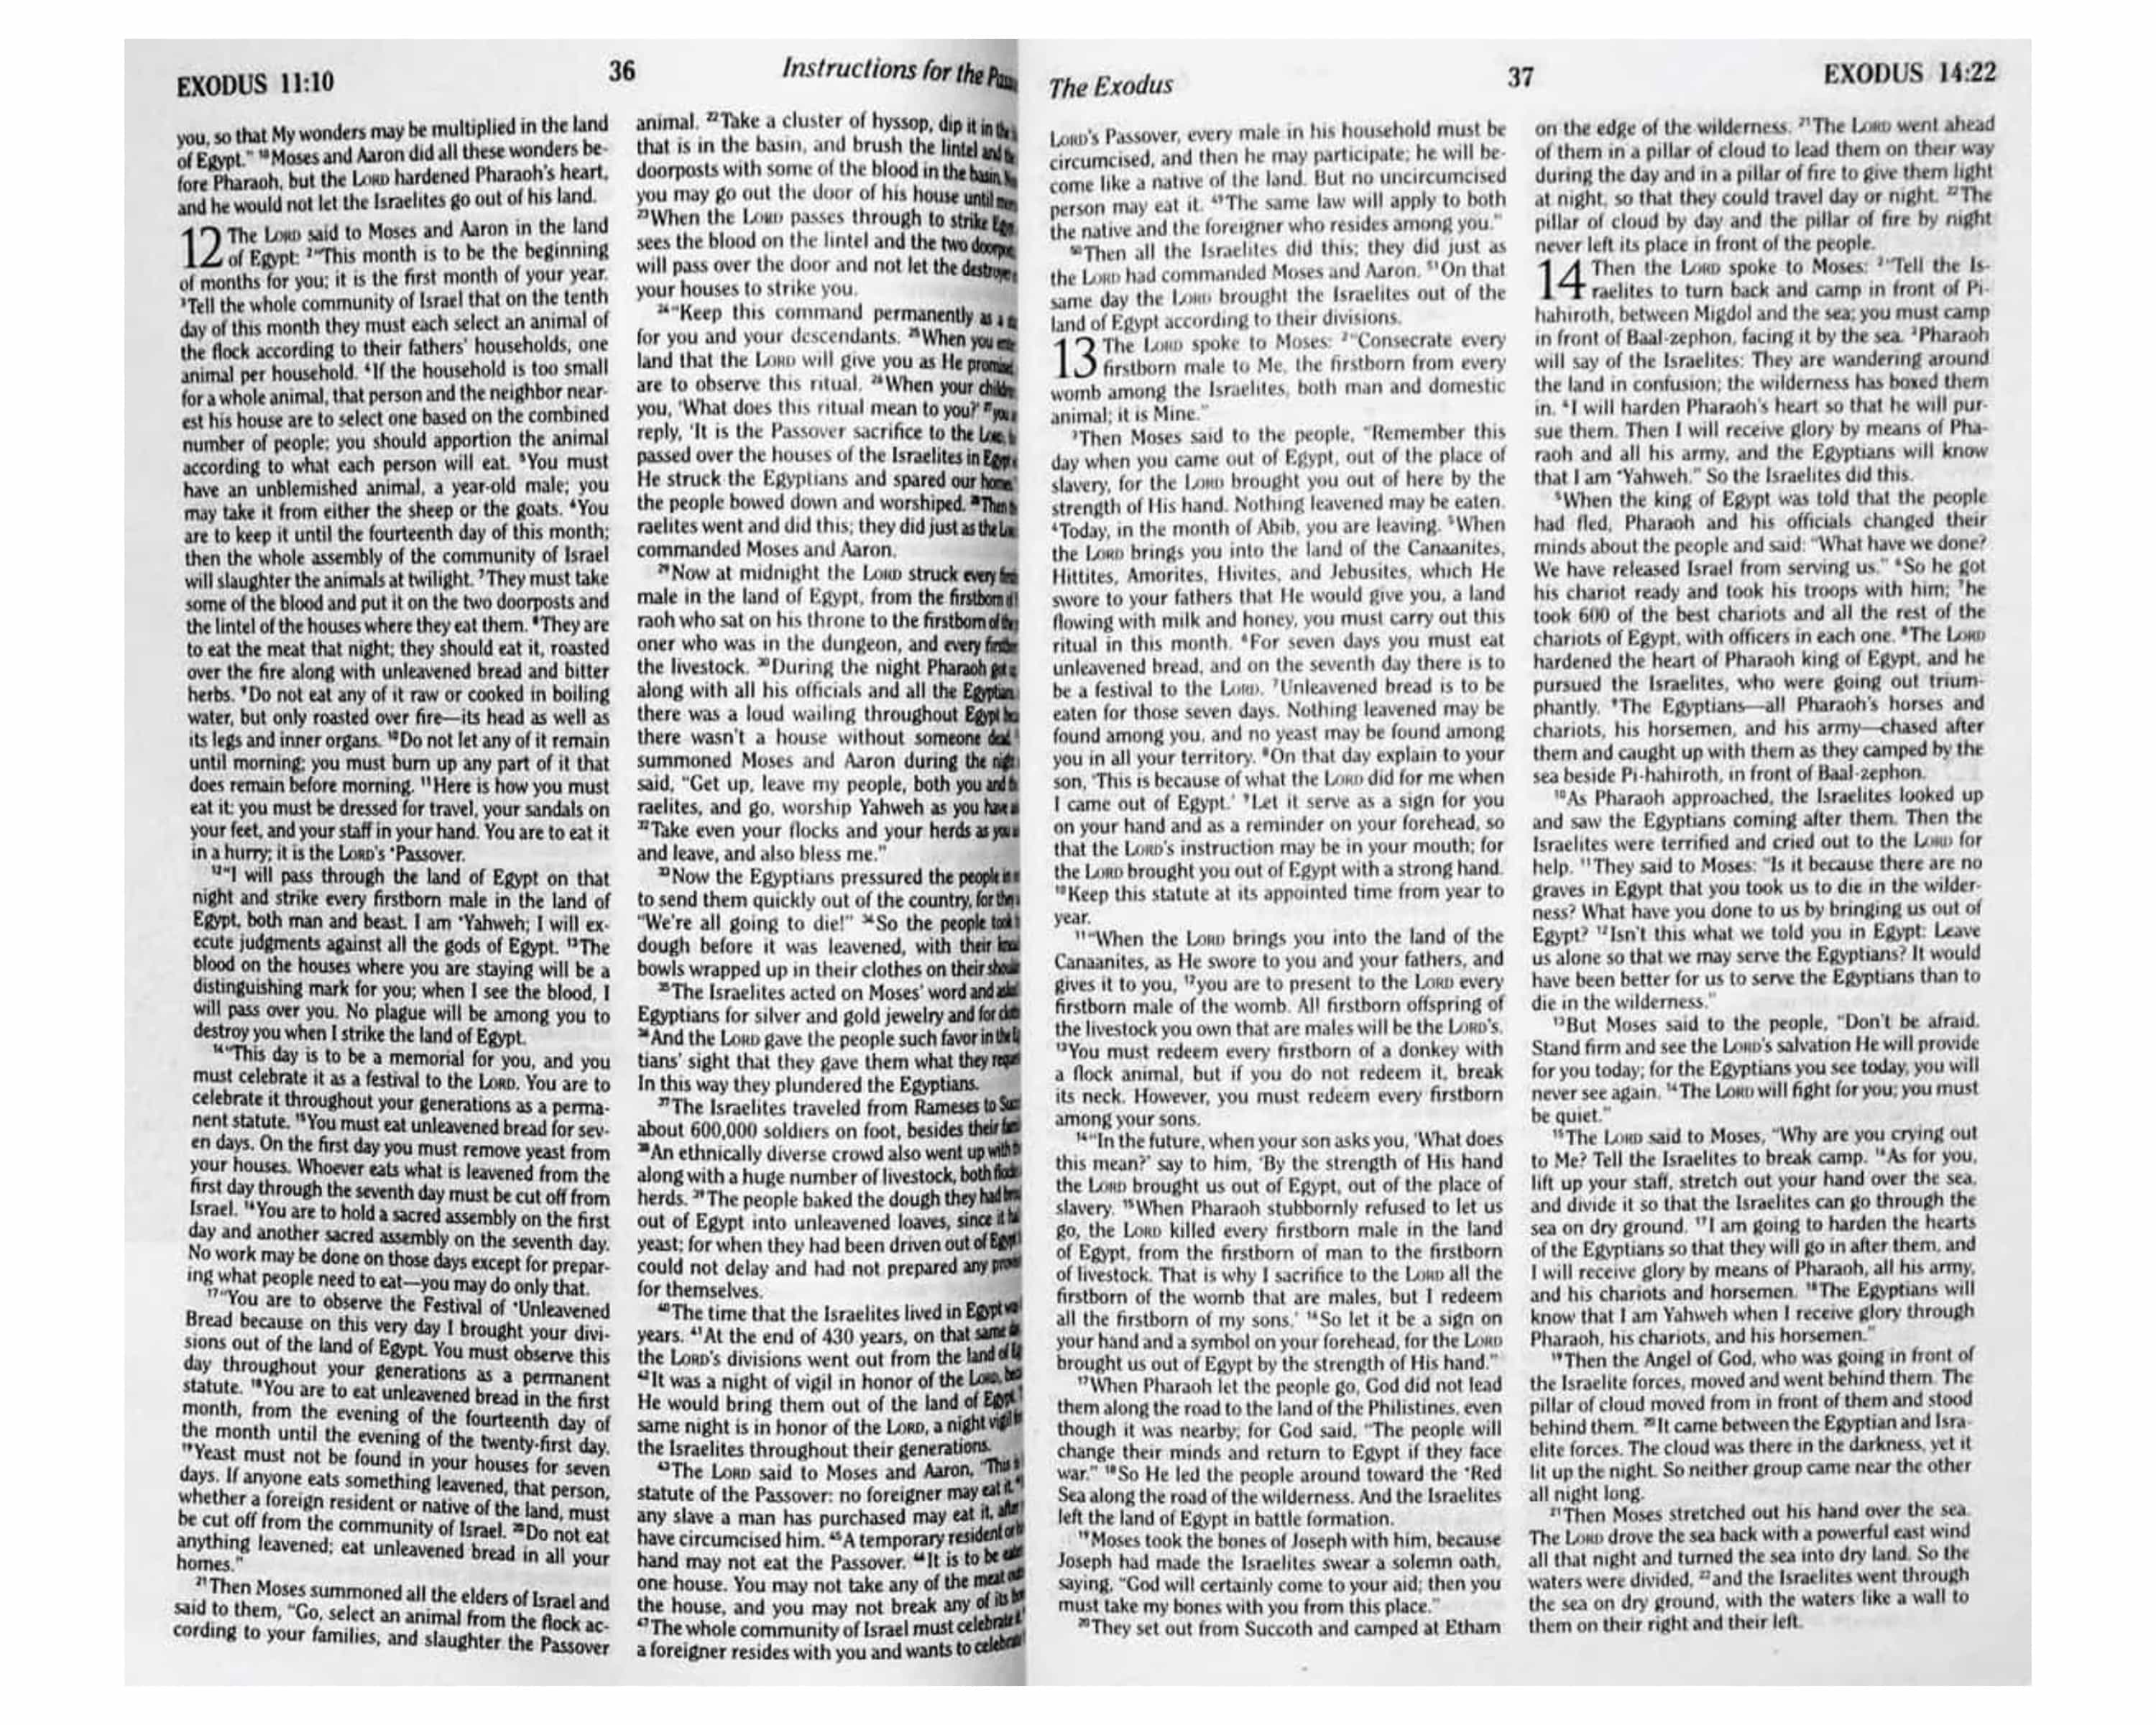 EXODUS 11:10
36
Instructions for the
you, so that My wonders may be multiplied in the land
of Egypt." ¹⁰Moses and Aaron did all these wonders be-
fore Pharaoh, but the LORD hardened Pharaoh's heart,
and he would not let the Israelites go out of his land.
12 The LORD said to Moses and Aaron in the land
of Egypt: ²"This month is to be the beginning
of months for you; it is the first month of your year.
³Tell the whole community of Israel that on the tenth
day of this month they must each select an animal of
the flock according to their fathers' households, one
animal per household. ⁴If the household is too small
for a whole animal, that person and the neighbor near-
est his house are to select one based on the combined
number of people; you should apportion the animal
according to what each person will eat. ⁵You must
have an unblemished animal, a year-old male; you
may take it from either the sheep or the goats. ⁶You
are to keep it until the fourteenth day of this month;
then the whole assembly of the community of Israel
will slaughter the animals at twilight. ⁷They must take
some of the blood and put it on the two doorposts and
the lintel of the houses where they eat them. ⁸They are
to eat the meat that night; they should eat it, roasted
over the fire along with unleavened bread and bitter
herbs. ⁹Do not eat any of it raw or cooked in boiling
water, but only roasted over fire—its head as well as
its legs and inner organs. ¹⁰Do not let any of it remain
until morning; you must burn up any part of it that
does remain before morning. ¹¹Here is how you must
eat it: you must be dressed for travel, your sandals on
your feet, and your staff in your hand. You are to eat it
in a hurry; it is the LORD's •Passover.
¹²"I will pass through the land of Egypt on that
night and strike every firstborn male in the land of
Egypt, both man and beast. I am •Yahweh; I will ex-
ecute judgments against all the gods of Egypt. ¹³The
blood on the houses where you are staying will be a
distinguishing mark for you; when I see the blood, I
will pass over you. No plague will be among you to
destroy you when I strike the land of Egypt.
¹⁴"This day is to be a memorial for you, and you
must celebrate it as a festival to the LORD. You are to
celebrate it throughout your generations as a perma-
nent statute. ¹⁵You must eat unleavened bread for sev-
en days. On the first day you must remove yeast from
your houses. Whoever eats what is leavened from the
first day through the seventh day must be cut off from
Israel. ¹⁶You are to hold a sacred assembly on the first
day and another sacred assembly on the seventh day.
No work may be done on those days except for prepar-
ing what people need to eat—you may do only that.
¹⁷"You are to observe the Festival of •Unleavened
Bread because on this very day I brought your divi-
sions out of the land of Egypt. You must observe this
day throughout your generations as a permanent
statute. ¹⁸You are to eat unleavened bread in the first
month, from the evening of the fourteenth day of
the month until the evening of the twenty-first day.
¹⁹Yeast must not be found in your houses for seven
days. If anyone eats something leavened, that person,
whether a foreign resident or native of the land, must
be cut off from the community of Israel. ²⁰Do not eat
anything leavened; eat unleavened bread in all your
homes."
²¹Then Moses summoned all the elders of Israel and
said to them, "Go, select an animal from the flock ac-
cording to your families, and slaughter the Passover
animal. ²²Take a cluster of hyssop, dip it in the
that is in the basin, and brush the lintel and the
doorposts with some of the blood in the basin.
you may go out the door of his house until
²³When the LORD passes through to strike
sees the blood on the lintel and the two
will pass over the door and not let the
your houses to strike you.
²⁴"Keep this command permanently as a
for you and your descendants. ²⁵When you
land that the LORD will give you as He
are to observe this ritual. ²⁶When your
you, 'What does this ritual mean to you?'
reply, 'It is the Passover sacrifice to the
passed over the houses of the Israelites in
He struck the Egyptians and spared our
the people bowed down and worshiped.
raelites went and did this; they did just as the
commanded Moses and Aaron.
²⁹Now at midnight the LORD struck every
male in the land of Egypt, from the firstborn
raoh who sat on his throne to the firstborn of
oner who was in the dungeon, and every
the livestock. ³⁰During the night Pharaoh got
along with all his officials and all the
there was a loud wailing throughout Egypt
there wasn't a house without someone
summoned Moses and Aaron during the
said, "Get up, leave my people, both you and
raelites, and go, worship Yahweh as you have
³²Take even your flocks and your herds as you
and leave, and also bless me."
³³Now the Egyptians pressured the people
to send them quickly out of the country, for
"We're all going to die!" ³⁴So the people took
dough before it was leavened, with their
bowls wrapped up in their clothes on their
³⁵The Israelites acted on Moses' word and
Egyptians for silver and gold jewelry and for
³⁶And the LORD gave the people such favor in the
tians' sight that they gave them what they
In this way they plundered the Egyptians.
³⁷The Israelites traveled from Rameses to
about 600,000 soldiers on foot, besides their
³⁸An ethnically diverse crowd also went up with
along with a huge number of livestock, both
herds. ³⁹The people baked the dough they had
out of Egypt into unleavened loaves, since it
yeast; for when they had been driven out of
could not delay and had not prepared any
for themselves.
⁴⁰The time that the Israelites lived in Egypt
years. ⁴¹At the end of 430 years, on that same
the LORD's divisions went out from the land of
⁴²It was a night of vigil in honor of the LORD,
He would bring them out of the land of
same night is in honor of the LORD, a night vigil
the Israelites throughout their generations.
⁴³The LORD said to Moses and Aaron, "This
statute of the Passover: no foreigner may eat it.
any slave a man has purchased may eat it,
have circumcised him. ⁴⁵A temporary resident or
hand may not eat the Passover. ⁴⁶It is to be
one house. You may not take any of the meat
the house, and you may not break any of its
⁴⁷The whole community of Israel must celebrate
a foreigner resides with you and wants to
The Exodus
37
EXODUS 14:22
LORD's Passover, every male in his household must be
circumcised, and then he may participate; he will be-
come like a native of the land. But no uncircumcised
person may eat it. ⁴⁹The same law will apply to both
the native and the foreigner who resides among you."
⁵⁰Then all the Israelites did this; they did just as
the LORD had commanded Moses and Aaron. ⁵¹On that
same day the LORD brought the Israelites out of the
land of Egypt according to their divisions.
13 The LORD spoke to Moses: ²"Consecrate every
firstborn male to Me, the firstborn from every
womb among the Israelites, both man and domestic
animal; it is Mine."
³Then Moses said to the people, "Remember this
day when you came out of Egypt, out of the place of
slavery, for the LORD brought you out of here by the
strength of His hand. Nothing leavened may be eaten.
⁴Today, in the month of Abib, you are leaving. ⁵When
the LORD brings you into the land of the Canaanites,
Hittites, Amorites, Hivites, and Jebusites, which He
swore to your fathers that He would give you, a land
flowing with milk and honey, you must carry out this
ritual in this month. ⁶For seven days you must eat
unleavened bread, and on the seventh day there is to
be a festival to the LORD. ⁷Unleavened bread is to be
eaten for those seven days. Nothing leavened may be
found among you, and no yeast may be found among
you in all your territory. ⁸On that day explain to your
son, 'This is because of what the LORD did for me when
I came out of Egypt.' ⁹Let it serve as a sign for you
on your hand and as a reminder on your forehead, so
that the LORD's instruction may be in your mouth; for
the LORD brought you out of Egypt with a strong hand.
¹⁰Keep this statute at its appointed time from year to
year.
¹¹"When the LORD brings you into the land of the
Canaanites, as He swore to you and your fathers, and
gives it to you, ¹²you are to present to the LORD every
firstborn male of the womb. All firstborn offspring of
the livestock you own that are males will be the LORD's.
¹³You must redeem every firstborn of a donkey with
a flock animal, but if you do not redeem it, break
its neck. However, you must redeem every firstborn
among your sons.
¹⁴"In the future, when your son asks you, 'What does
this mean?' say to him, 'By the strength of His hand
the LORD brought us out of Egypt, out of the place of
slavery. ¹⁵When Pharaoh stubbornly refused to let us
go, the LORD killed every firstborn male in the land
of Egypt, from the firstborn of man to the firstborn
of livestock. That is why I sacrifice to the LORD all the
firstborn of the womb that are males, but I redeem
all the firstborn of my sons.' ¹⁶So let it be a sign on
your hand and a symbol on your forehead, for the LORD
brought us out of Egypt by the strength of His hand."
¹⁷When Pharaoh let the people go, God did not lead
them along the road to the land of the Philistines, even
though it was nearby; for God said, "The people will
change their minds and return to Egypt if they face
war." ¹⁸So He led the people around toward the •Red
Sea along the road of the wilderness. And the Israelites
left the land of Egypt in battle formation.
¹⁹Moses took the bones of Joseph with him, because
Joseph had made the Israelites swear a solemn oath,
saying, "God will certainly come to your aid; then you
must take my bones with you from this place."
²⁰They set out from Succoth and camped at Etham
on the edge of the wilderness. ²¹The LORD went ahead
of them in a pillar of cloud to lead them on their way
during the day and in a pillar of fire to give them light
at night, so that they could travel day or night. ²²The
pillar of cloud by day and the pillar of fire by night
never left its place in front of the people.
14 Then the LORD spoke to Moses: ²"Tell the Is-
raelites to turn back and camp in front of Pi-
hahiroth, between Migdol and the sea; you must camp
in front of Baal-zephon, facing it by the sea. ³Pharaoh
will say of the Israelites: They are wandering around
the land in confusion; the wilderness has boxed them
in. ⁴I will harden Pharaoh's heart so that he will pur-
sue them. Then I will receive glory by means of Pha-
raoh and all his army, and the Egyptians will know
that I am •Yahweh." So the Israelites did this.
⁵When the king of Egypt was told that the people
had fled, Pharaoh and his officials changed their
minds about the people and said: "What have we done?
We have released Israel from serving us." ⁶So he got
his chariot ready and took his troops with him; ⁷he
took 600 of the best chariots and all the rest of the
chariots of Egypt, with officers in each one. ⁸The LORD
hardened the heart of Pharaoh king of Egypt, and he
pursued the Israelites, who were going out trium-
phantly. ⁹The Egyptians—all Pharaoh's horses and
chariots, his horsemen, and his army—chased after
them and caught up with them as they camped by the
sea beside Pi-hahiroth, in front of Baal-zephon.
¹⁰As Pharaoh approached, the Israelites looked up
and saw the Egyptians coming after them. Then the
Israelites were terrified and cried out to the LORD for
help. ¹¹They said to Moses: "Is it because there are no
graves in Egypt that you took us to die in the wilder-
ness? What have you done to us by bringing us out of
Egypt? ¹²Isn't this what we told you in Egypt: Leave
us alone so that we may serve the Egyptians? It would
have been better for us to serve the Egyptians than to
die in the wilderness."
¹³But Moses said to the people, "Don't be afraid.
Stand firm and see the LORD's salvation He will provide
for you today; for the Egyptians you see today, you will
never see again. ¹⁴The LORD will fight for you; you must
be quiet."
¹⁵The LORD said to Moses, "Why are you crying out
to Me? Tell the Israelites to break camp. ¹⁶As for you,
lift up your staff, stretch out your hand over the sea,
and divide it so that the Israelites can go through the
sea on dry ground. ¹⁷I am going to harden the hearts
of the Egyptians so that they will go in after them, and
I will receive glory by means of Pharaoh, all his army,
and his chariots and horsemen. ¹⁸The Egyptians will
know that I am Yahweh when I receive glory through
Pharaoh, his chariots, and his horsemen."
¹⁹Then the Angel of God, who was going in front of
the Israelite forces, moved and went behind them. The
pillar of cloud moved from in front of them and stood
behind them. ²⁰It came between the Egyptian and Isra-
elite forces. The cloud was there in the darkness, yet it
lit up the night. So neither group came near the other
all night long.
²¹Then Moses stretched out his hand over the sea.
The LORD drove the sea back with a powerful east wind
all that night and turned the sea into dry land. So the
waters were divided, ²²and the Israelites went through
the sea on dry ground, with the waters like a wall to
them on their right and their left.